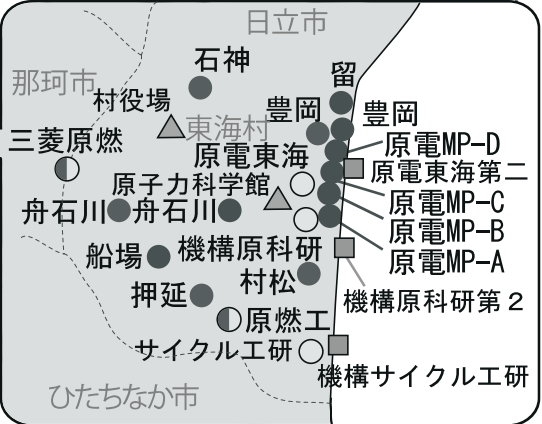 日立市
石神
留
那珂市
村役場
豊岡
豊岡
東海村
三菱原燃
原電MP-D
原電東海
原電東海第二
原子力科学館
原電MP-C
舟石川
舟石川
原電MP-B
船場
機構原科研
原電MP-A
村松
押延
機構原科研第２
原燃工
サイクル工研
機構サイクル工研
ひたちなか市